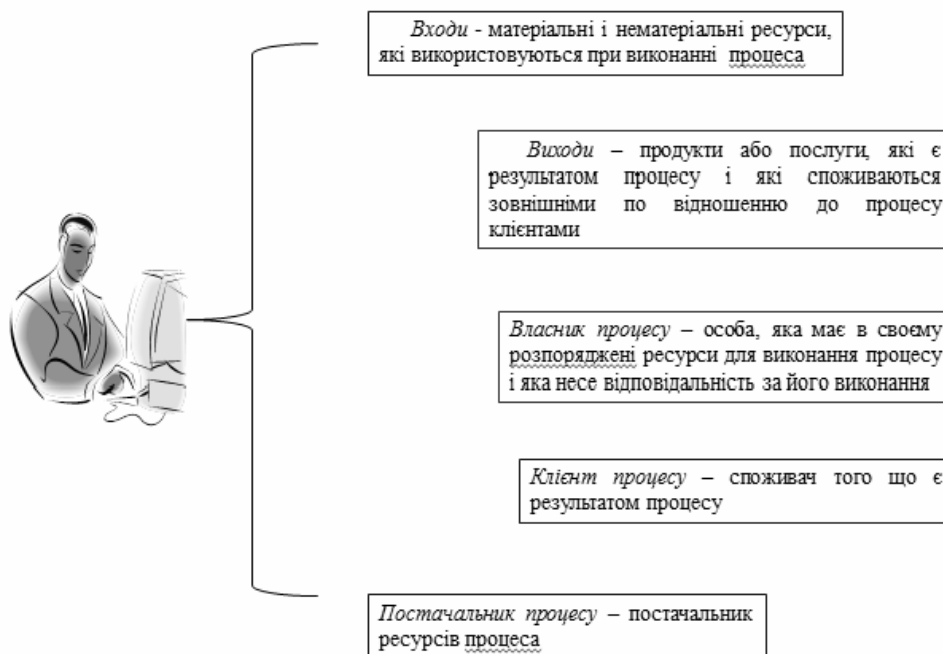 Входи - матеріальні і нематеріальні ресурси,
які використовуються при виконанні процеса
Виходи – продукти або послуги, які є
результатом процесу і які споживаються
зовнішніми по відношенню до процесу
клієнтами
Власник процесу – особа, яка має в своєму
розпоряджені ресурси для виконання процесу
і яка несе відповідальність за його виконання
Клієнт процесу – споживач того що є
результатом процесу
Постачальник процесу – постачальник
ресурсів процеса